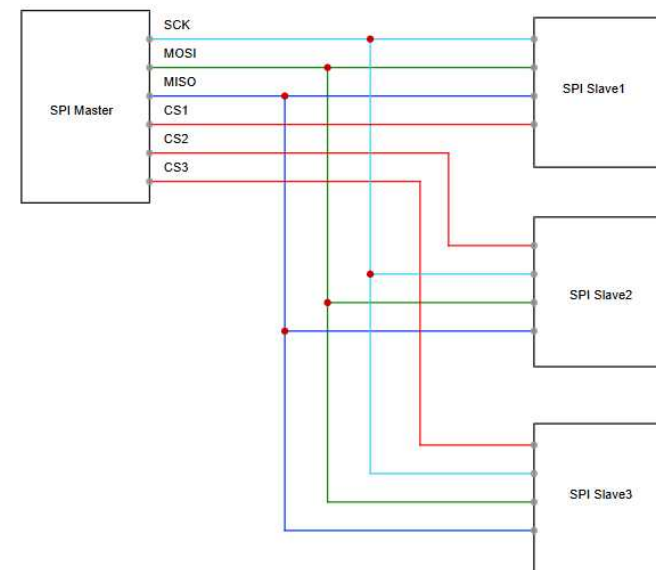 SCK
MOSI
MISO
SPI Master
CS1
CS2
CS3
SPI Slave1
SPI Slave2
SPI Slave3